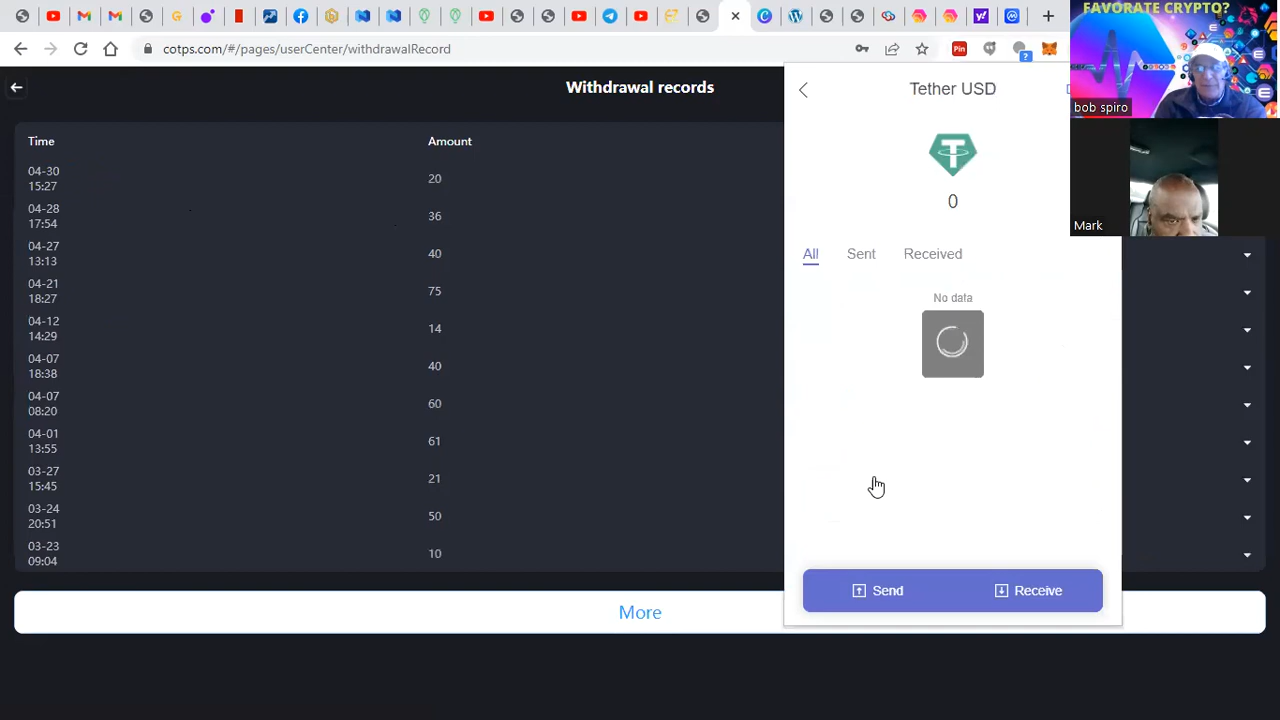 FAVORATE CRYPTO?
cotps.com/#/pages/userCenter/withdrawalRecord
Pin
bob spiro
Withdrawal records
Tether USD
Time
Amount
04-30
15:27
20
0
Mark
04-28
17:54
36
04-27
13:13
40
All
Sent
Received
04-21
18:27
75
No data
04-12
14:29
14
04-07
18:38
40
04-07
08:20
60
04-01
13:55
61
03-27
15:45
21
03-24
20:51
50
03-23
09:04
10
Send
Receive
More